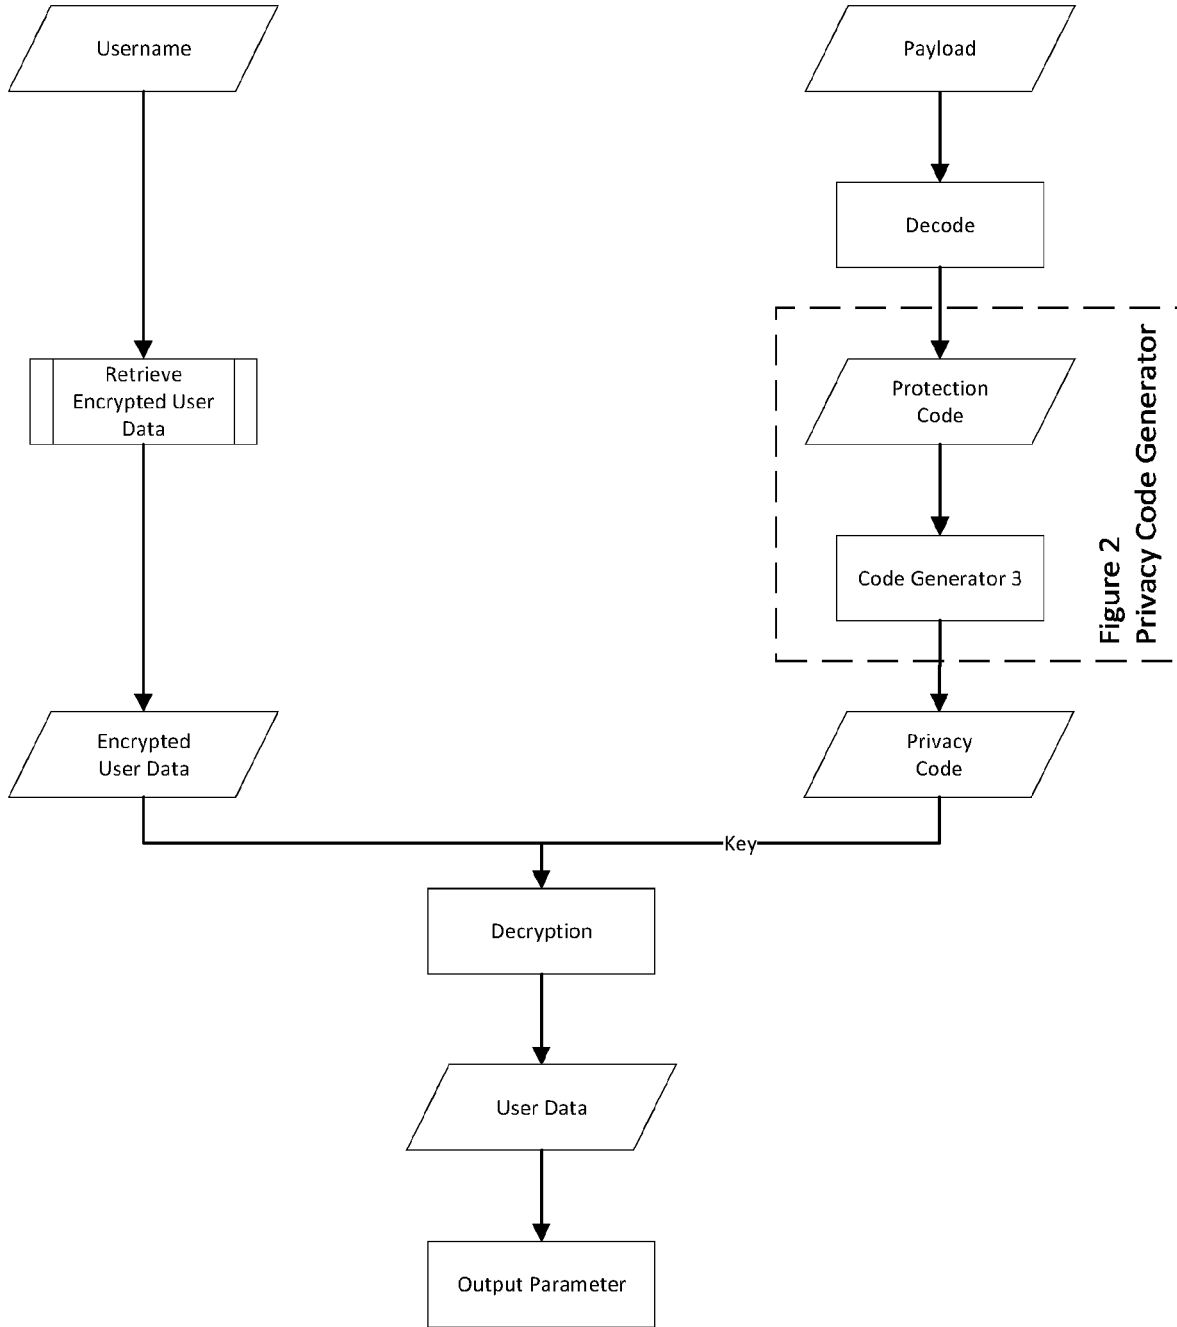 Username
Payload
Decode
Retrieve
Encrypted User
Data
Protection
Code
Code Generator 3
Figure 2
Privacy Code Generator
Encrypted
User Data
Privacy
Code
Key
Decryption
User Data
Output Parameter